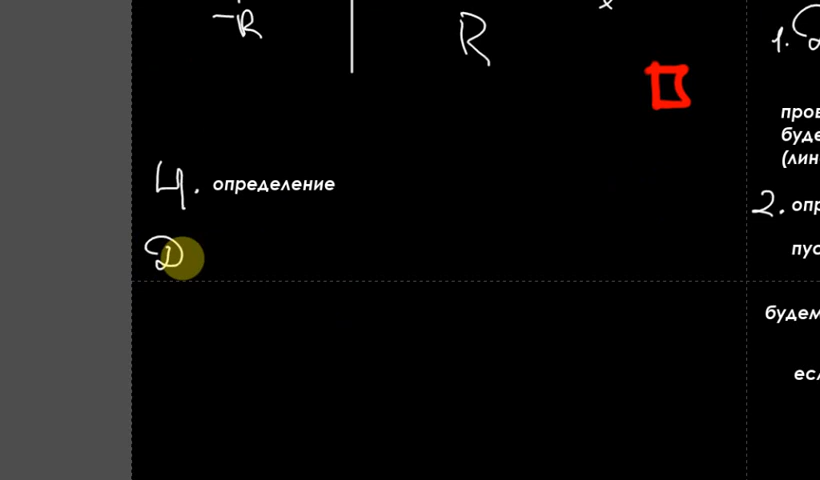 -R R x
4. определение
D
1. D
пров
буде
(лин
2. опр
пус
будем
есл